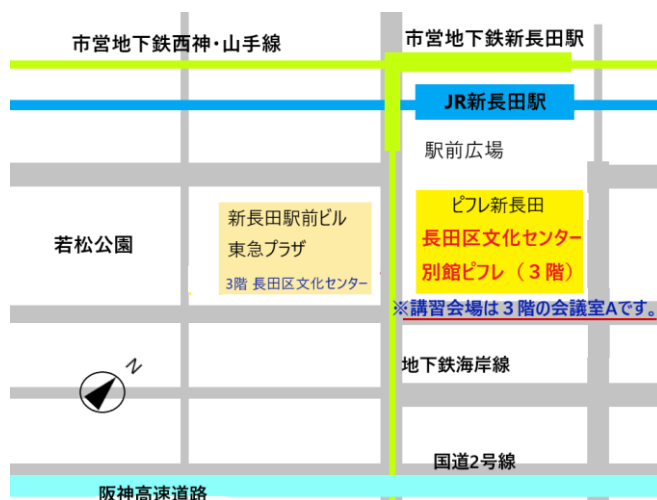 市営地下鉄西神・山手線
市営地下鉄新長田駅
JR新長田駅
駅前広場
新長田駅前ビル
東急プラザ
3階 長田区文化センター
ピフレ新長田
長田区文化センター
別館ピフレ（３階）
若松公園
※講習会場は３階の会議室Aです。
地下鉄海岸線
N
国道2号線
阪神高速道路